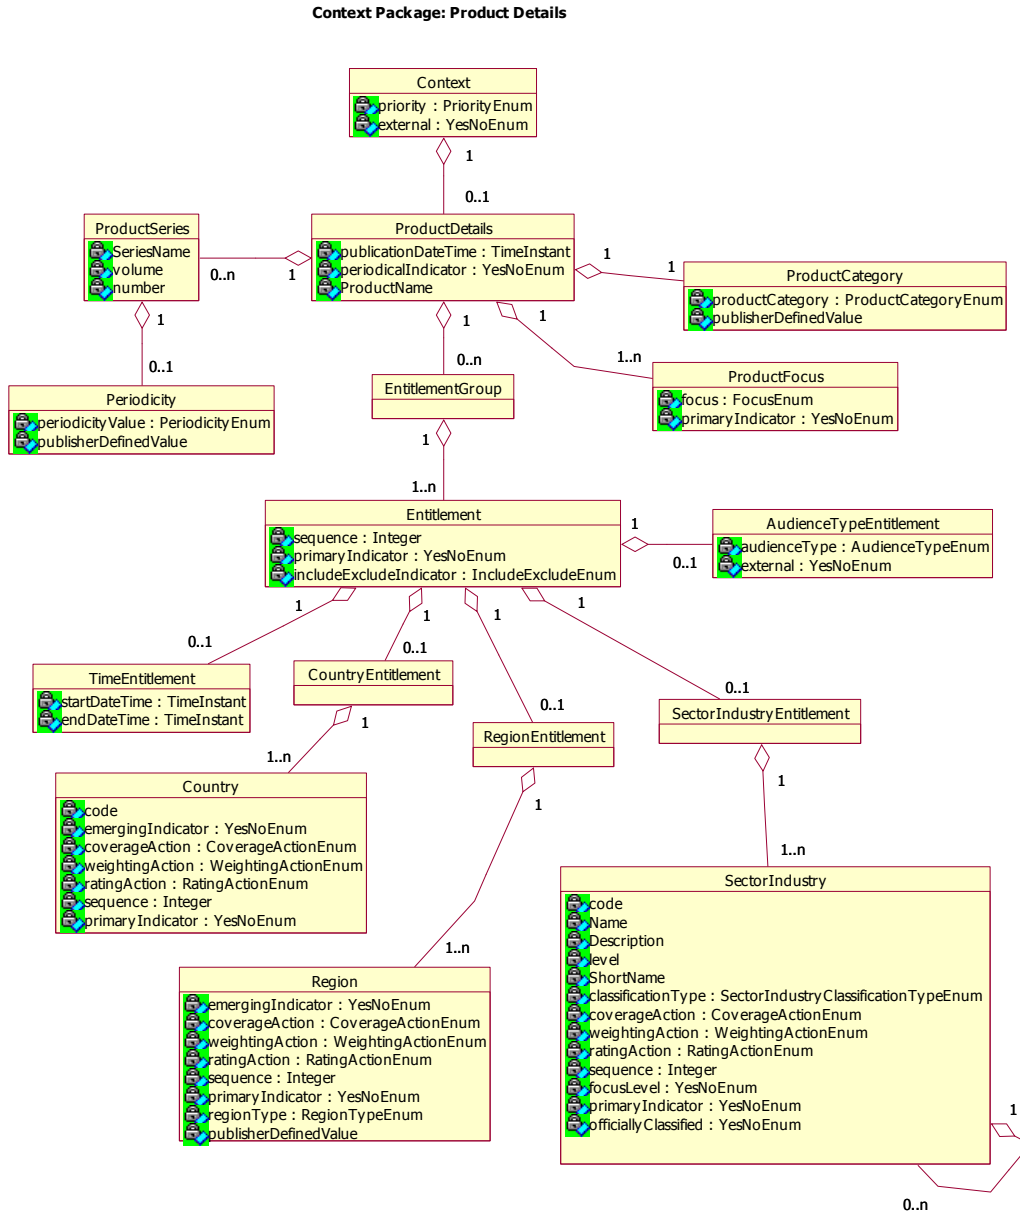 Context Package: Product Details
Context
priority : PriorityEnum
external : YesNoEnum
1
0..1
ProductSeries
SeriesName
volume
number
0..n
1
ProductDetails
publicationDateTime : TimeInstant
periodicalIndicator : YesNoEnum
ProductName
1
1
ProductCategory
productCategory : ProductCategoryEnum
publisherDefinedValue
1
0..1
Periodicity
periodicityValue : PeriodicityEnum
publisherDefinedValue
1
0..n
EntitlementGroup
1
1..n
ProductFocus
focus : FocusEnum
primaryIndicator : YesNoEnum
1
1..n
Entitlement
sequence : Integer
primaryIndicator : YesNoEnum
includeExcludeIndicator : IncludeExcludeEnum
1
0..1
AudienceTypeEntitlement
audienceType : AudienceTypeEnum
external : YesNoEnum
1
0..1
TimeEntitlement
startDateTime : TimeInstant
endDateTime : TimeInstant
1
0..1
CountryEntitlement
1
0..1
RegionEntitlement
1
0..1
SectorIndustryEntitlement
1
1..n
Country
code
emergingIndicator : YesNoEnum
coverageAction : CoverageActionEnum
weightingAction : WeightingActionEnum
ratingAction : RatingActionEnum
sequence : Integer
primaryIndicator : YesNoEnum
1
1..n
Region
emergingIndicator : YesNoEnum
coverageAction : CoverageActionEnum
weightingAction : WeightingActionEnum
ratingAction : RatingActionEnum
sequence : Integer
primaryIndicator : YesNoEnum
regionType : RegionTypeEnum
publisherDefinedValue
1
1..n
SectorIndustry
code
Name
Description
level
ShortName
classificationType : SectorIndustryClassificationTypeEnum
coverageAction : CoverageActionEnum
weightingAction : WeightingActionEnum
ratingAction : RatingActionEnum
sequence : Integer
focusLevel : YesNoEnum
primaryIndicator : YesNoEnum
officiallyClassified : YesNoEnum
1
0..n